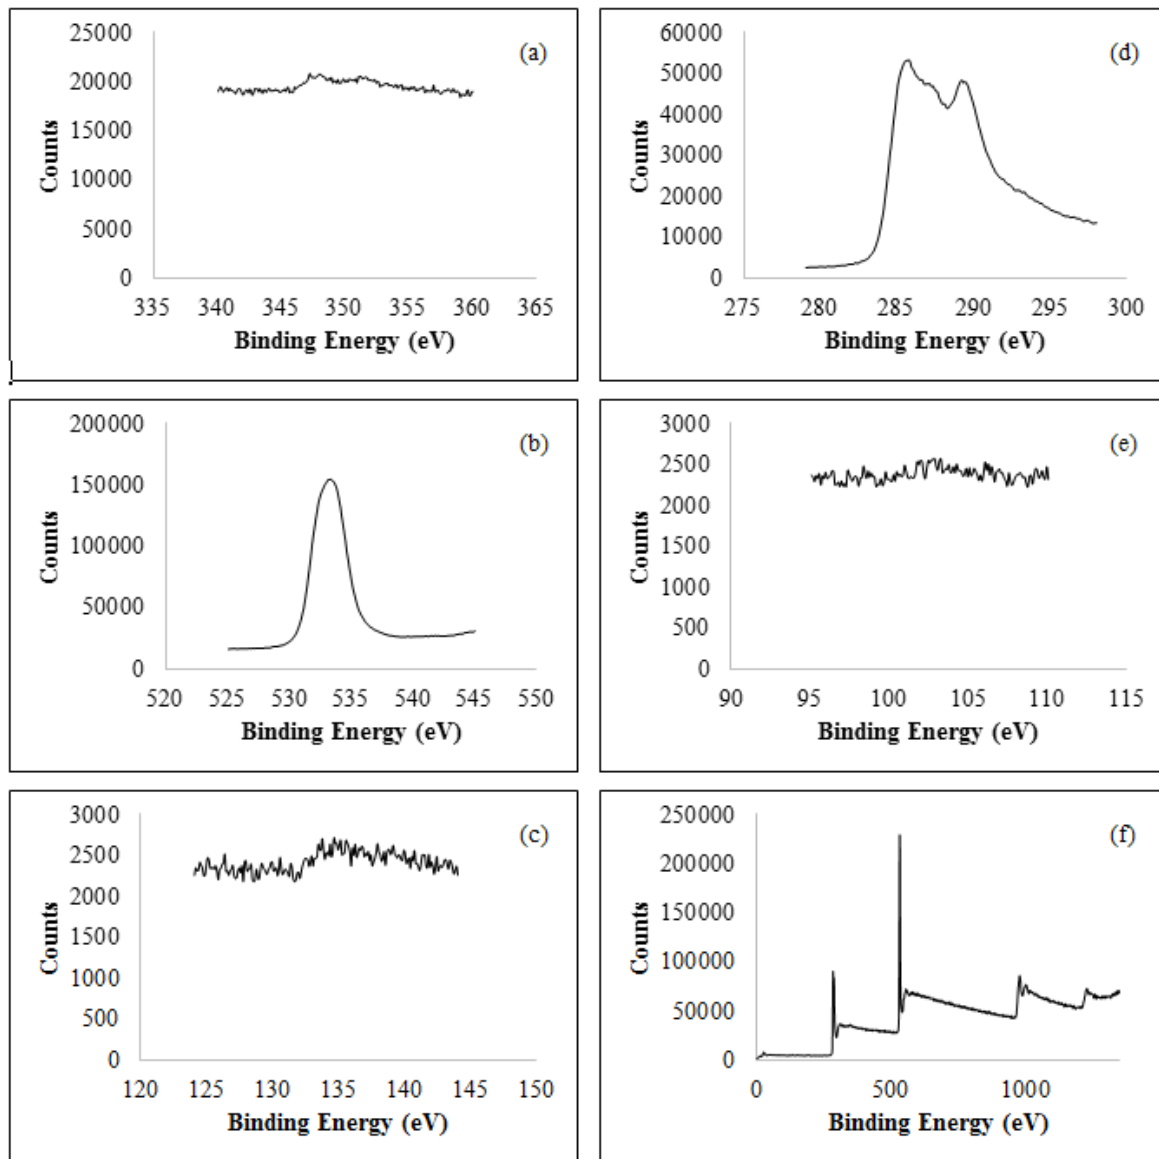 (a)
25000
20000
15000
10000
5000
0
335 340 345 350 355 360 365
Counts
Binding Energy (eV)
(d)
60000
50000
40000
30000
20000
10000
0
275 280 285 290 295 300
Counts
Binding Energy (eV)
(b)
200000
150000
100000
50000
0
520 525 530 535 540 545 550
Counts
Binding Energy (eV)
(e)
3000
2500
2000
1500
1000
500
0
90 95 100 105 110 115
Counts
Binding Energy (eV)
(c)
3000
2500
2000
1500
1000
500
0
120 125 130 135 140 145 150
Counts
Binding Energy (eV)
(f)
250000
200000
150000
100000
50000
0
0 500 1000
Counts
Binding Energy (eV)